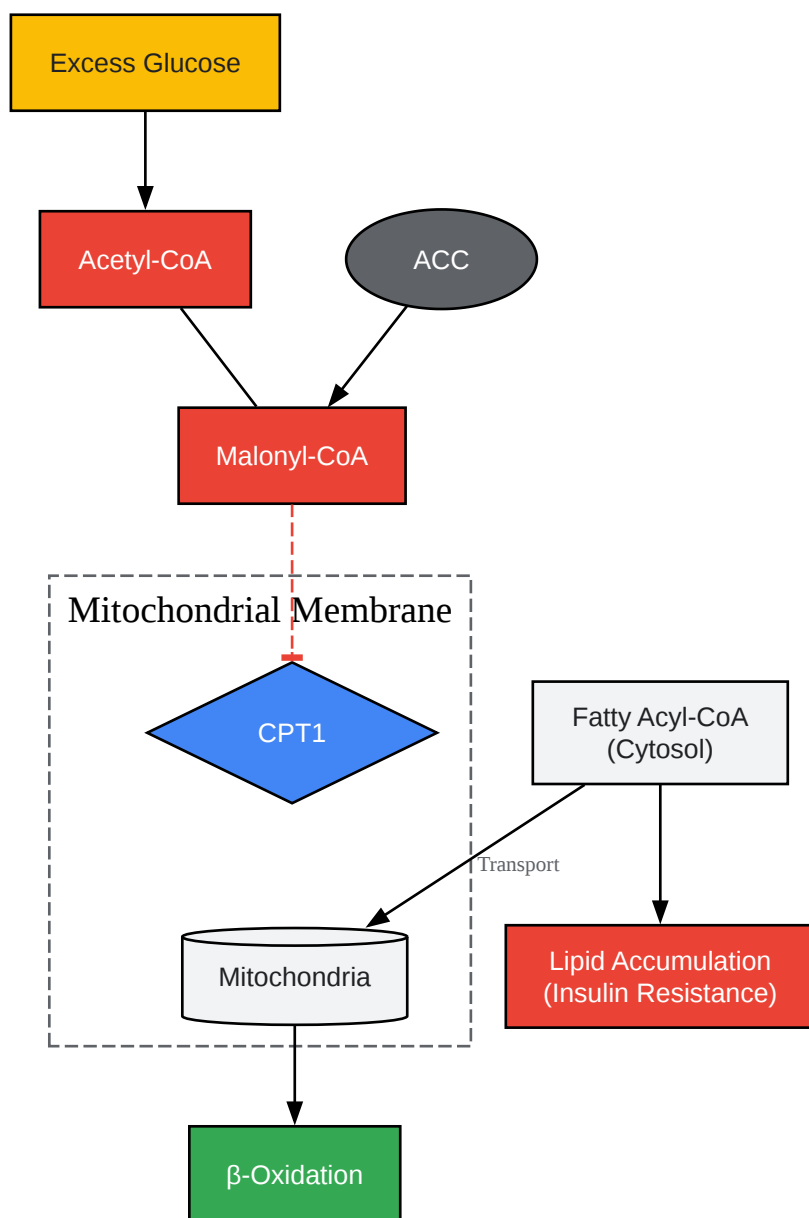 Excess Glucose
Acetyl-CoA
ACC
Malonyl-CoA
Mitochondrial Membrane
CPT1
Fatty Acyl-CoA
(Cytosol)
Transport
Lipid Accumulation
(Insulin Resistance)
Mitochondria
β-Oxidation